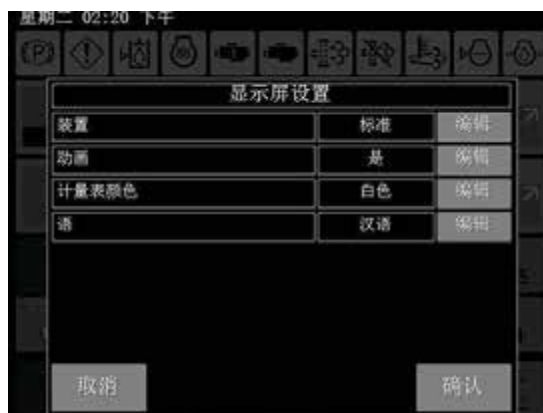 星期二 02:20 下午
显示屏设置
装置 标准 编辑
动画 是 编辑
计量表颜色 白色 编辑
语 汉语 编辑
取消 确认